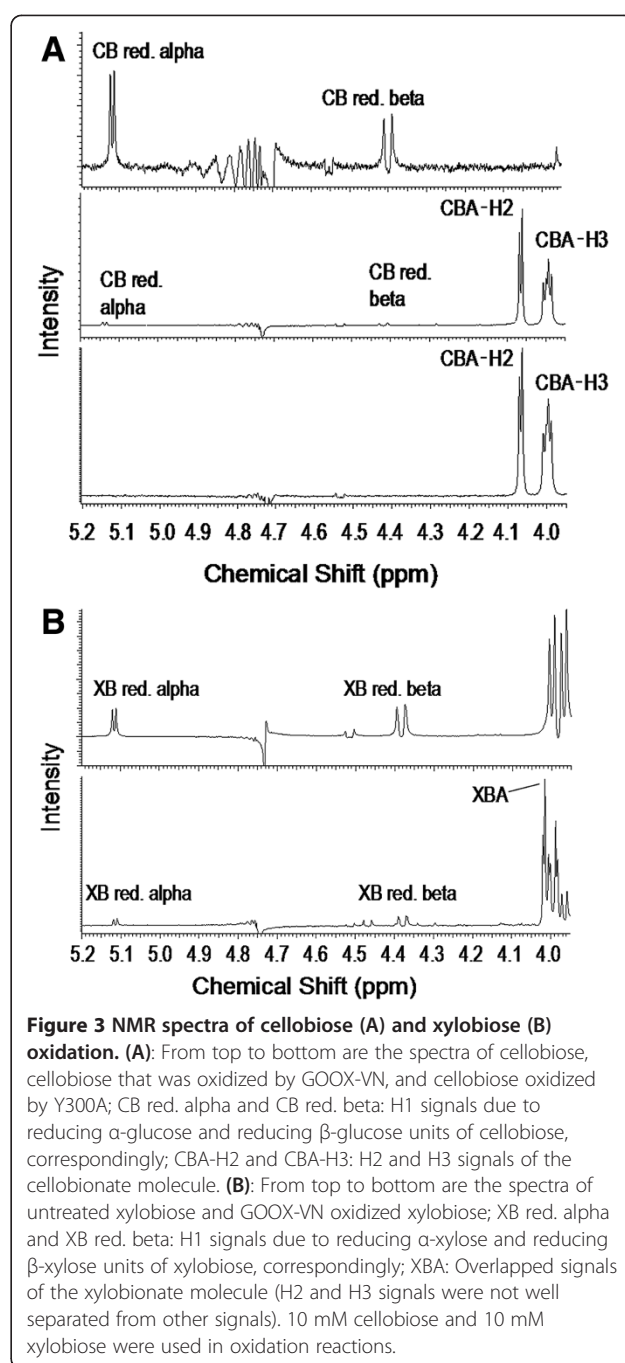 A
CB red. alpha
CB red. beta
CBA-H2
CBA-H3
CB red.
alpha
CB red.
beta
CBA-H2
CBA-H3
Intensity
5.2 5.1 5.0 4.9 4.8 4.7 4.6 4.5 4.4 4.3 4.2 4.1 4.0
Chemical Shift (ppm)
B
XB red. alpha
XB red. beta
XBA
XB red. alpha
XB red. beta
Intensity
5.2 5.1 5.0 4.9 4.8 4.7 4.6 4.5 4.4 4.3 4.2 4.1 4.0
Chemical Shift (ppm)
Figure 3 NMR spectra of cellobiose (A) and xylobiose (B)
oxidation. (A): From top to bottom are the spectra of cellobiose,
cellobiose that was oxidized by GOOX-VN, and cellobiose oxidized
by Y300A; CB red. alpha and CB red. beta: H1 signals due to
reducing α-glucose and reducing β-glucose units of cellobiose,
correspondingly; CBA-H2 and CBA-H3: H2 and H3 signals of the
cellobionate molecule. (B): From top to bottom are the spectra of
untreated xylobiose and GOOX-VN oxidized xylobiose; XB red. alpha
and XB red. beta: H1 signals due to reducing α-xylose and reducing
β-xylose units of xylobiose, correspondingly; XBA: Overlapped signals
of the xylobionate molecule (H2 and H3 signals were not well
separated from other signals). 10 mM cellobiose and 10 mM
xylobiose were used in oxidation reactions.